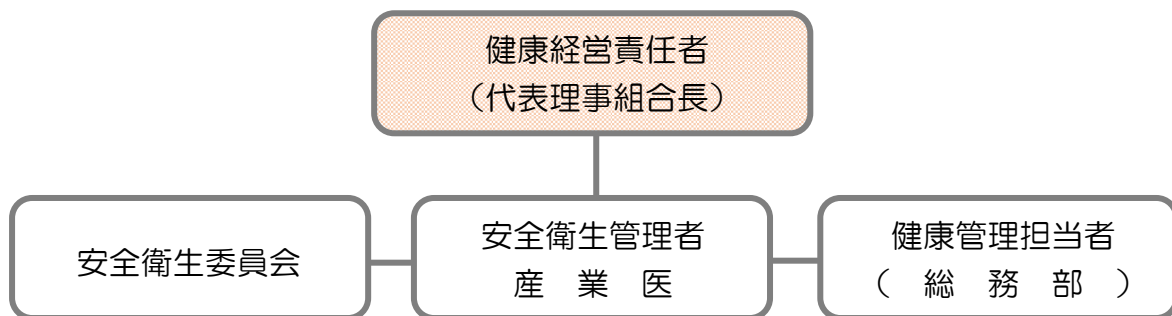 健康経営責任者
（代表理事組合長）
安全衛生委員会
安全衛生管理者
産　業　医
健康管理担当者
（　総　務　部　）